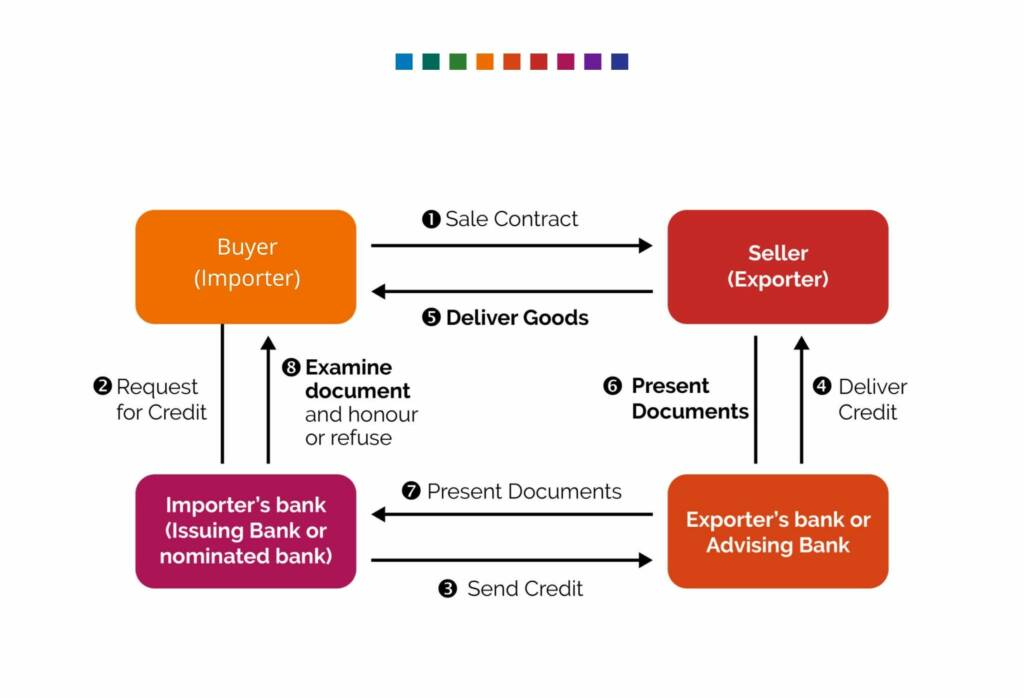 ❶ Sale Contract
Buyer
(Importer)
Seller
(Exporter)
❺ Deliver Goods
❷ Request
for Credit
❽ Examine
document
and honour
or refuse
❻ Present
Documents
❹ Deliver
Credit
❼ Present Documents
Importer’s bank
(Issuing Bank or
nominated bank)
Exporter’s bank or
Advising Bank
❸ Send Credit